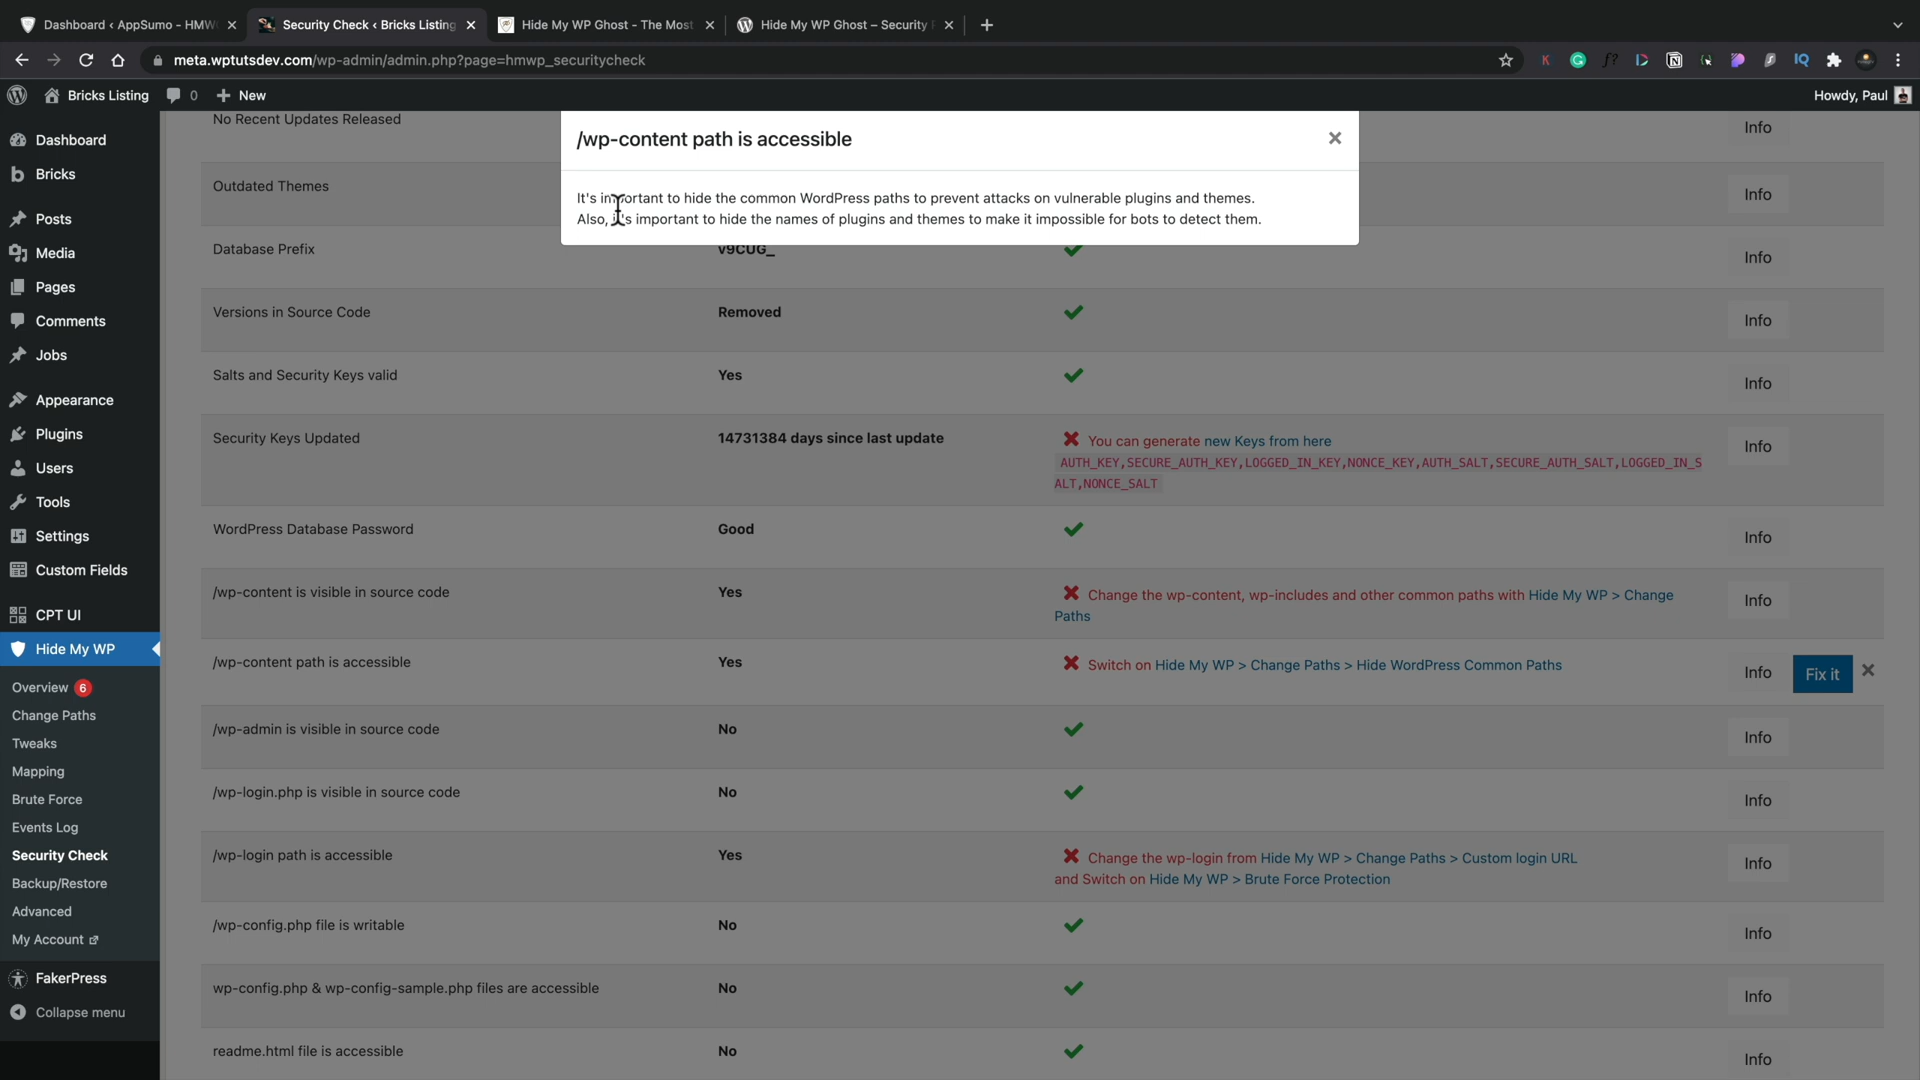 Dashboard < AppSumo - HMW
Security Check < Bricks Listing
Hide My WP Ghost - The Most
Hide My WP Ghost – Security
meta.wptutsdev.com/wp-admin/admin.php?page=hmwp_securitycheck
Bricks Listing
0
New
Howdy, Paul
Dashboard
Bricks
Posts
Media
Pages
Comments
Jobs
Appearance
Plugins
Users
Tools
Settings
Custom Fields
CPT UI
Hide My WP
Overview 6
Change Paths
Tweaks
Mapping
Brute Force
Events Log
Security Check
Backup/Restore
Advanced
My Account
FakerPress
Collapse menu
/wp-content path is accessible
It's important to hide the common WordPress paths to prevent attacks on vulnerable plugins and themes.
Also, it's important to hide the names of plugins and themes to make it impossible for bots to detect them.
No Recent Updates Released Info
Outdated Themes Info
Database Prefix v9CUG_ Info
Versions in Source Code Removed Info
Salts and Security Keys valid Yes Info
Security Keys Updated 14731384 days since last update You can generate new Keys from here Info
AUTH_KEY,SECURE_AUTH_KEY,LOGGED_IN_KEY,NONCE_KEY,AUTH_SALT,SECURE_AUTH_SALT,LOGGED_IN_S
ALT,NONCE_SALT
WordPress Database Password Good Info
/wp-content is visible in source code Yes Change the wp-content, wp-includes and other common paths with Hide My WP > Change Info
Paths
/wp-content path is accessible Yes Switch on Hide My WP > Change Paths > Hide WordPress Common Paths Info Fix it
/wp-admin is visible in source code No Info
/wp-login.php is visible in source code No Info
/wp-login path is accessible Yes Change the wp-login from Hide My WP > Change Paths > Custom login URL Info
and Switch on Hide My WP > Brute Force Protection
/wp-config.php file is writable No Info
wp-config.php & wp-config-sample.php files are accessible No Info
readme.html file is accessible No Info